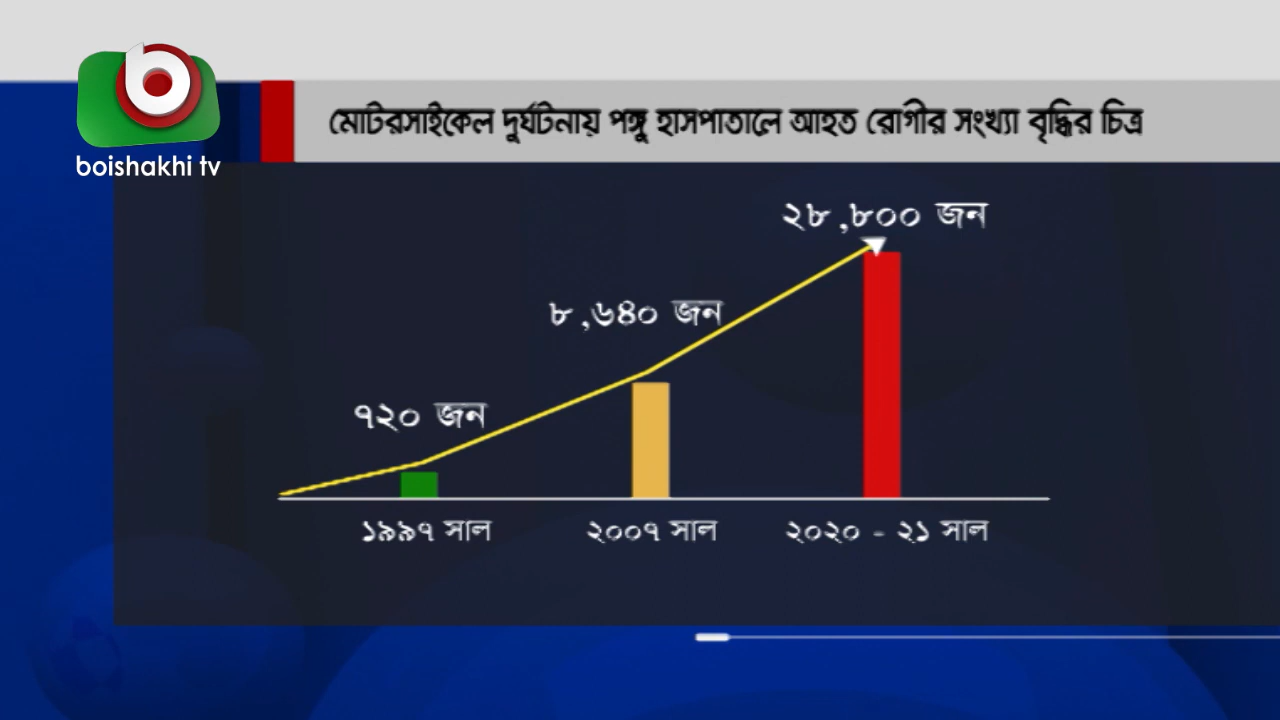 boishakhi tv
মোটরসাইকেল দুর্ঘটনায় পঙ্গু হাসপাতালে আহত রোগীর সংখ্যা বৃদ্ধির চিত্র
২৮,৮০০ জন
৮,৬৪০ জন
৭২০ জন
১৯৯৭ সাল ২০০৭ সাল ২০২০ - ২১ সাল